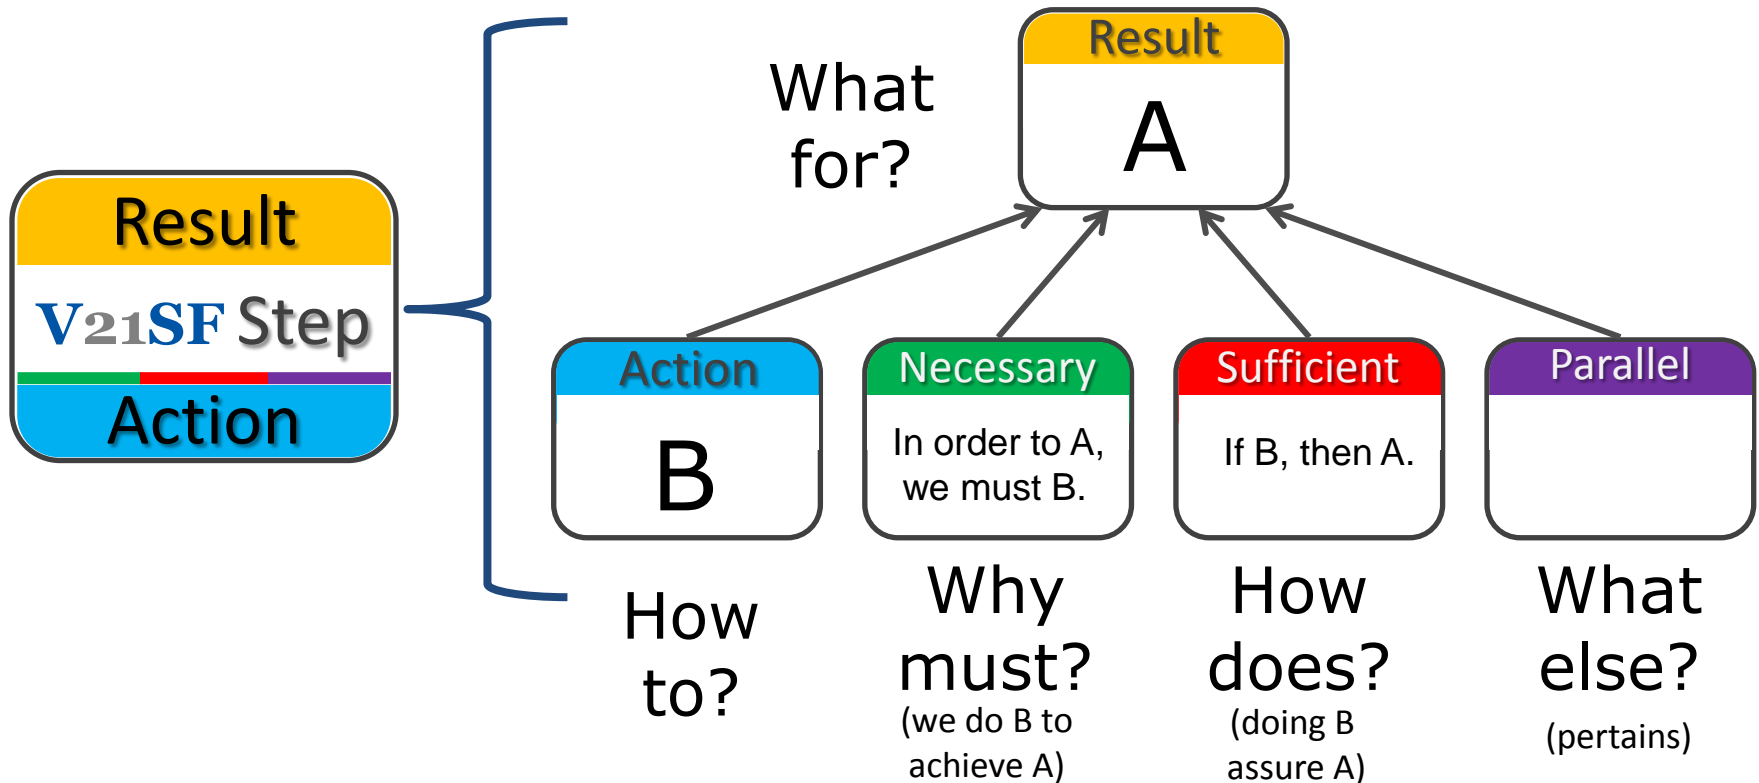 Result
V21SF Step
Action
What
for?
Result
A
Action
B
How
to?
Necessary
In order to A,
we must B.
Why
must?
(we do B to
achieve A)
Sufficient
If B, then A.
How
does?
(doing B
assure A)
Parallel
What
else?
(pertains)